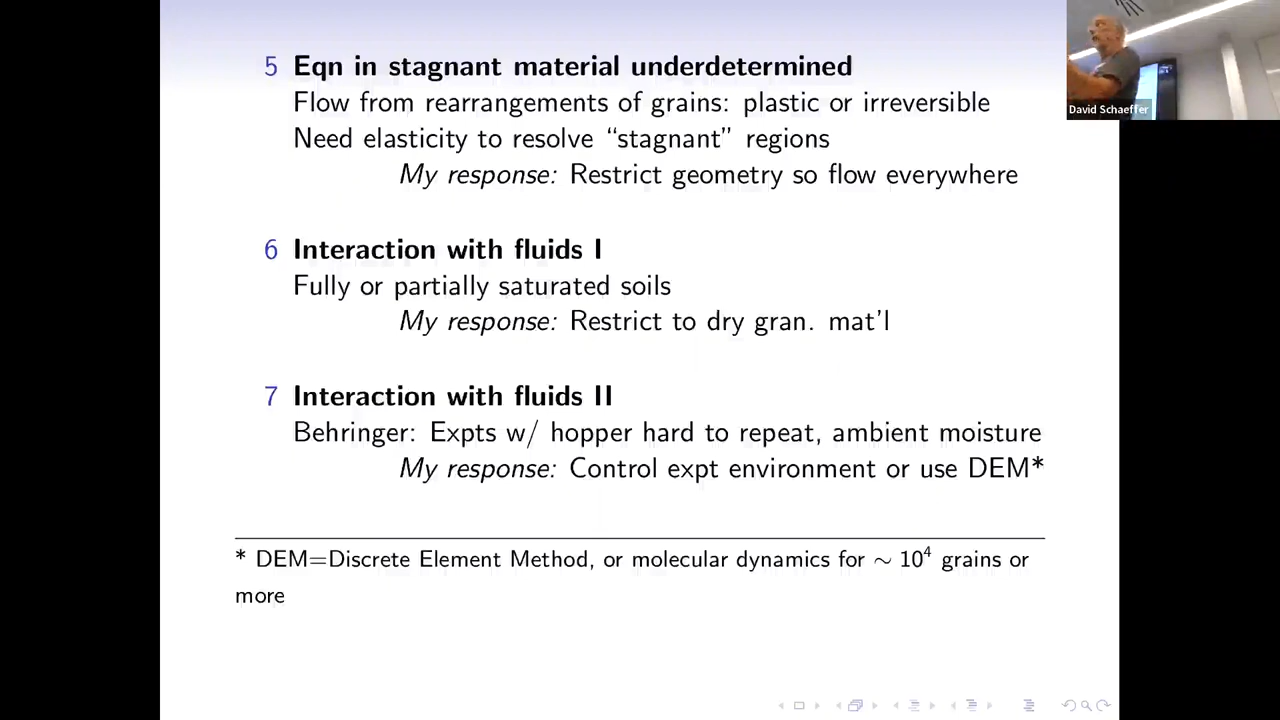 5 Eqn in stagnant material underdetermined
Flow from rearrangements of grains: plastic or irreversible
Need elasticity to resolve “stagnant” regions
My response: Restrict geometry so flow everywhere
6 Interaction with fluids I
Fully or partially saturated soils
My response: Restrict to dry gran. mat'l
7 Interaction with fluids II
Behringer: Expts w/ hopper hard to repeat, ambient moisture
My response: Control expt environment or use DEM*
* DEM=Discrete Element Method, or molecular dynamics for ∼ 10⁴ grains or
more
David Schaeffer